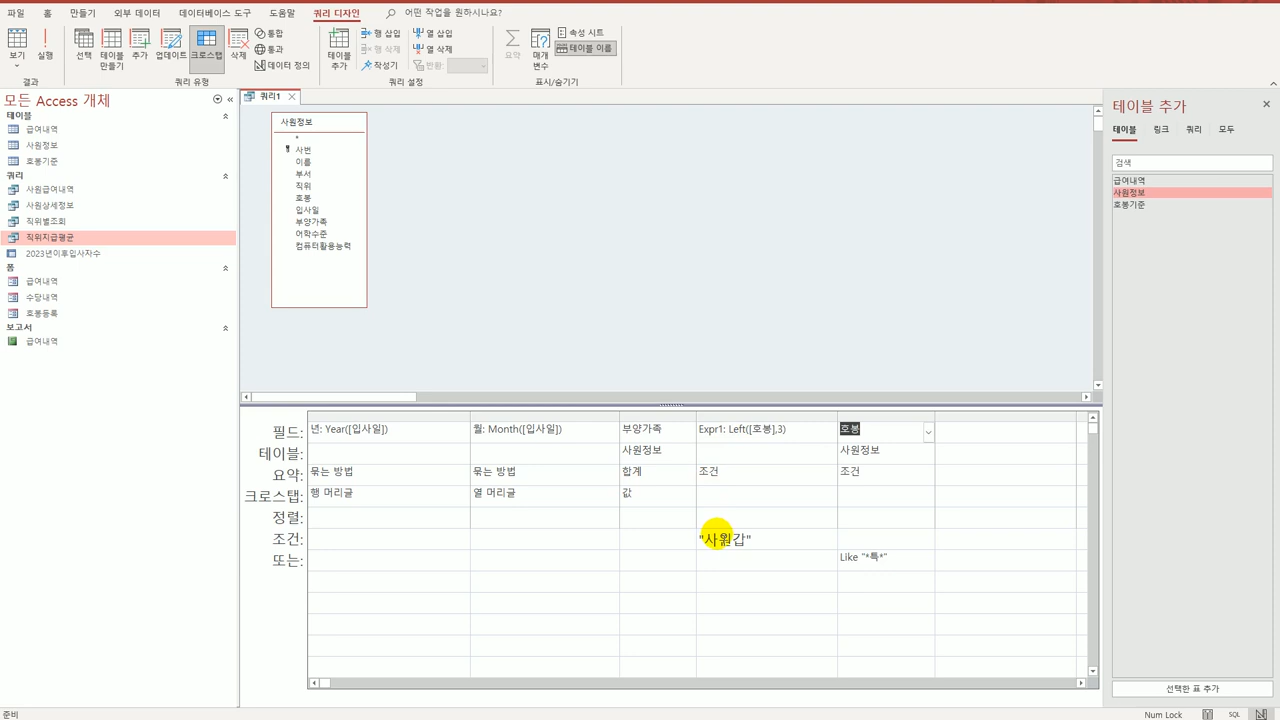 파일 홈 만들기 외부 데이터 데이터베이스 도구 도움말 쿼리 디자인 어떤 작업을 원하시나요?
보기 실행 선택 테이블 만들기 추가 업데이트 크로스탭 삭제 통합 통과 데이터 정의
테이블 추가 행 삽입 행 삭제 작성기 열 삽입 열 삭제 반환:
요약 매개 변수 속성 시트 테이블 이름
결과 쿼리 유형 쿼리 설정 표시/숨기기
모든 Access 개체
테이블
급여내역
사원정보
호봉기준
쿼리
사원급여내역
사원상세정보
직위별조회
직위지급평균
2023년이후입사자수
폼
급여내역
수당내역
호봉등록
보고서
급여내역
쿼리1
사원정보
*
사번
이름
부서
직위
호봉
입사일
부양가족
어학수준
컴퓨터활용능력
필드: 년: Year([입사일]) 월: Month([입사일]) 부양가족 Expr1: Left([호봉],3) 호봉
테이블: 사원정보 사원정보
요약: 묶는 방법 묶는 방법 합계 조건 조건
크로스탭: 행 머리글 열 머리글 값
정렬:
조건: "사원갑"
또는: Like "*특*"
테이블 추가
테이블 링크 쿼리 모두
검색
급여내역
사원정보
호봉기준
선택한 표 추가
준비 Num Lock SQL